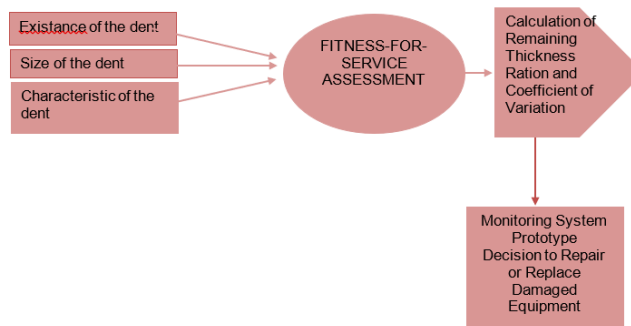 Existance of the dent
Size of the dent
Characteristic of the
dent
FITNESS-FOR-
SERVICE
ASSESSMENT
Calculation of
Remaining
Thickness
Ration and
Coefficient of
Variation
Monitoring System
Prototype
Decision to Repair
or Replace
Damaged
Equipment